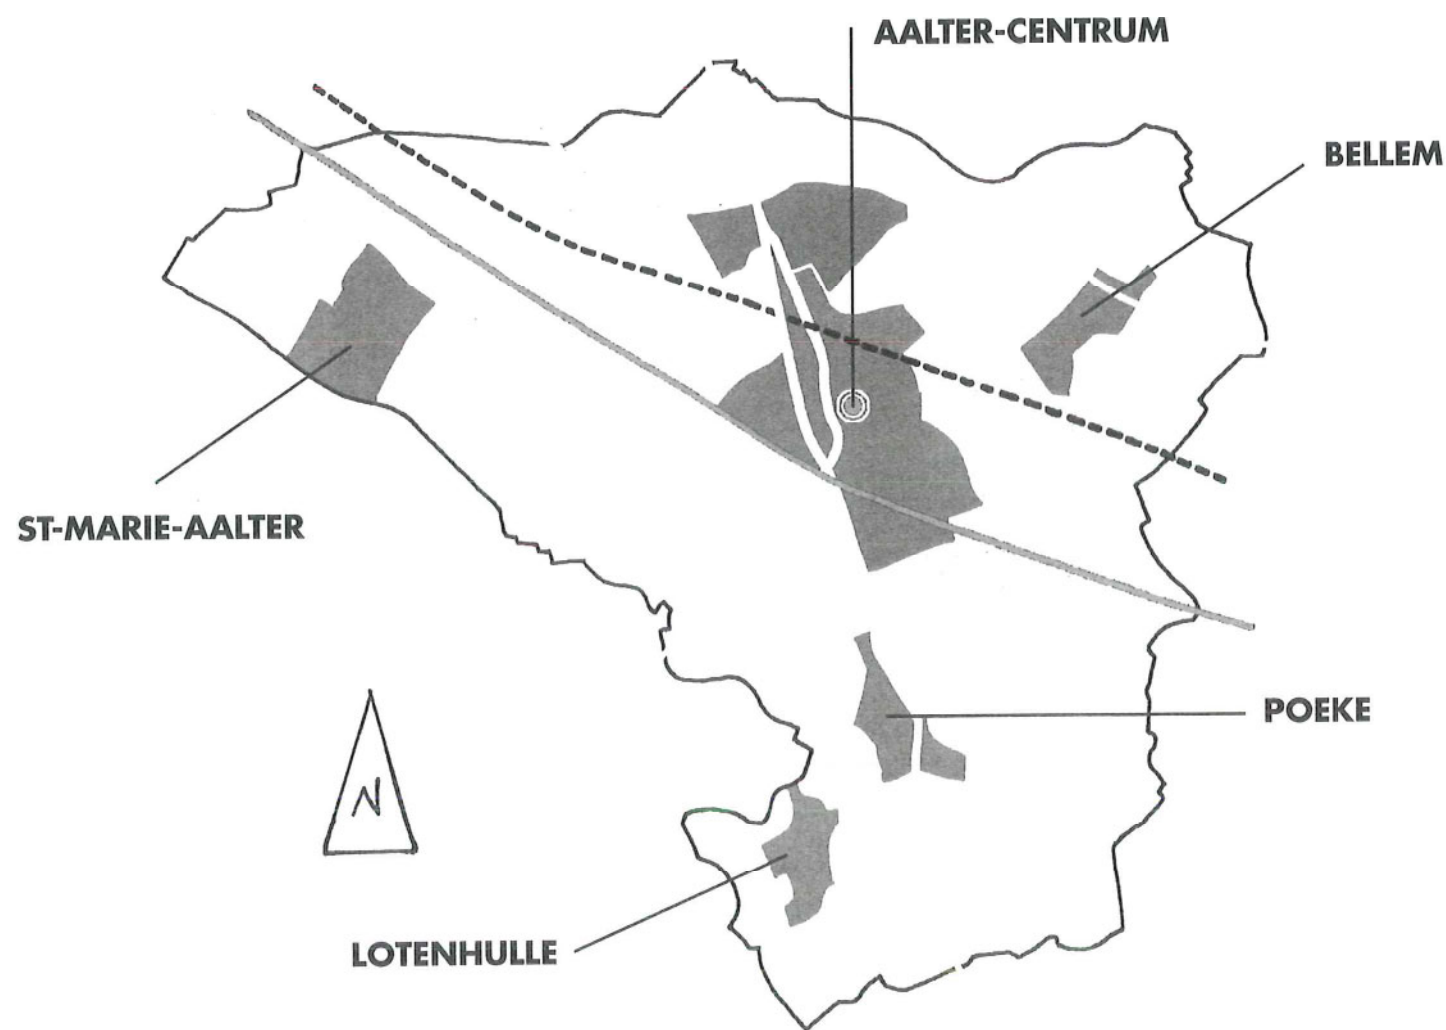 AALTER-CENTRUM
BELLEM
ST-MARIE-AALTER
POEKE
N
LOTENHULLE